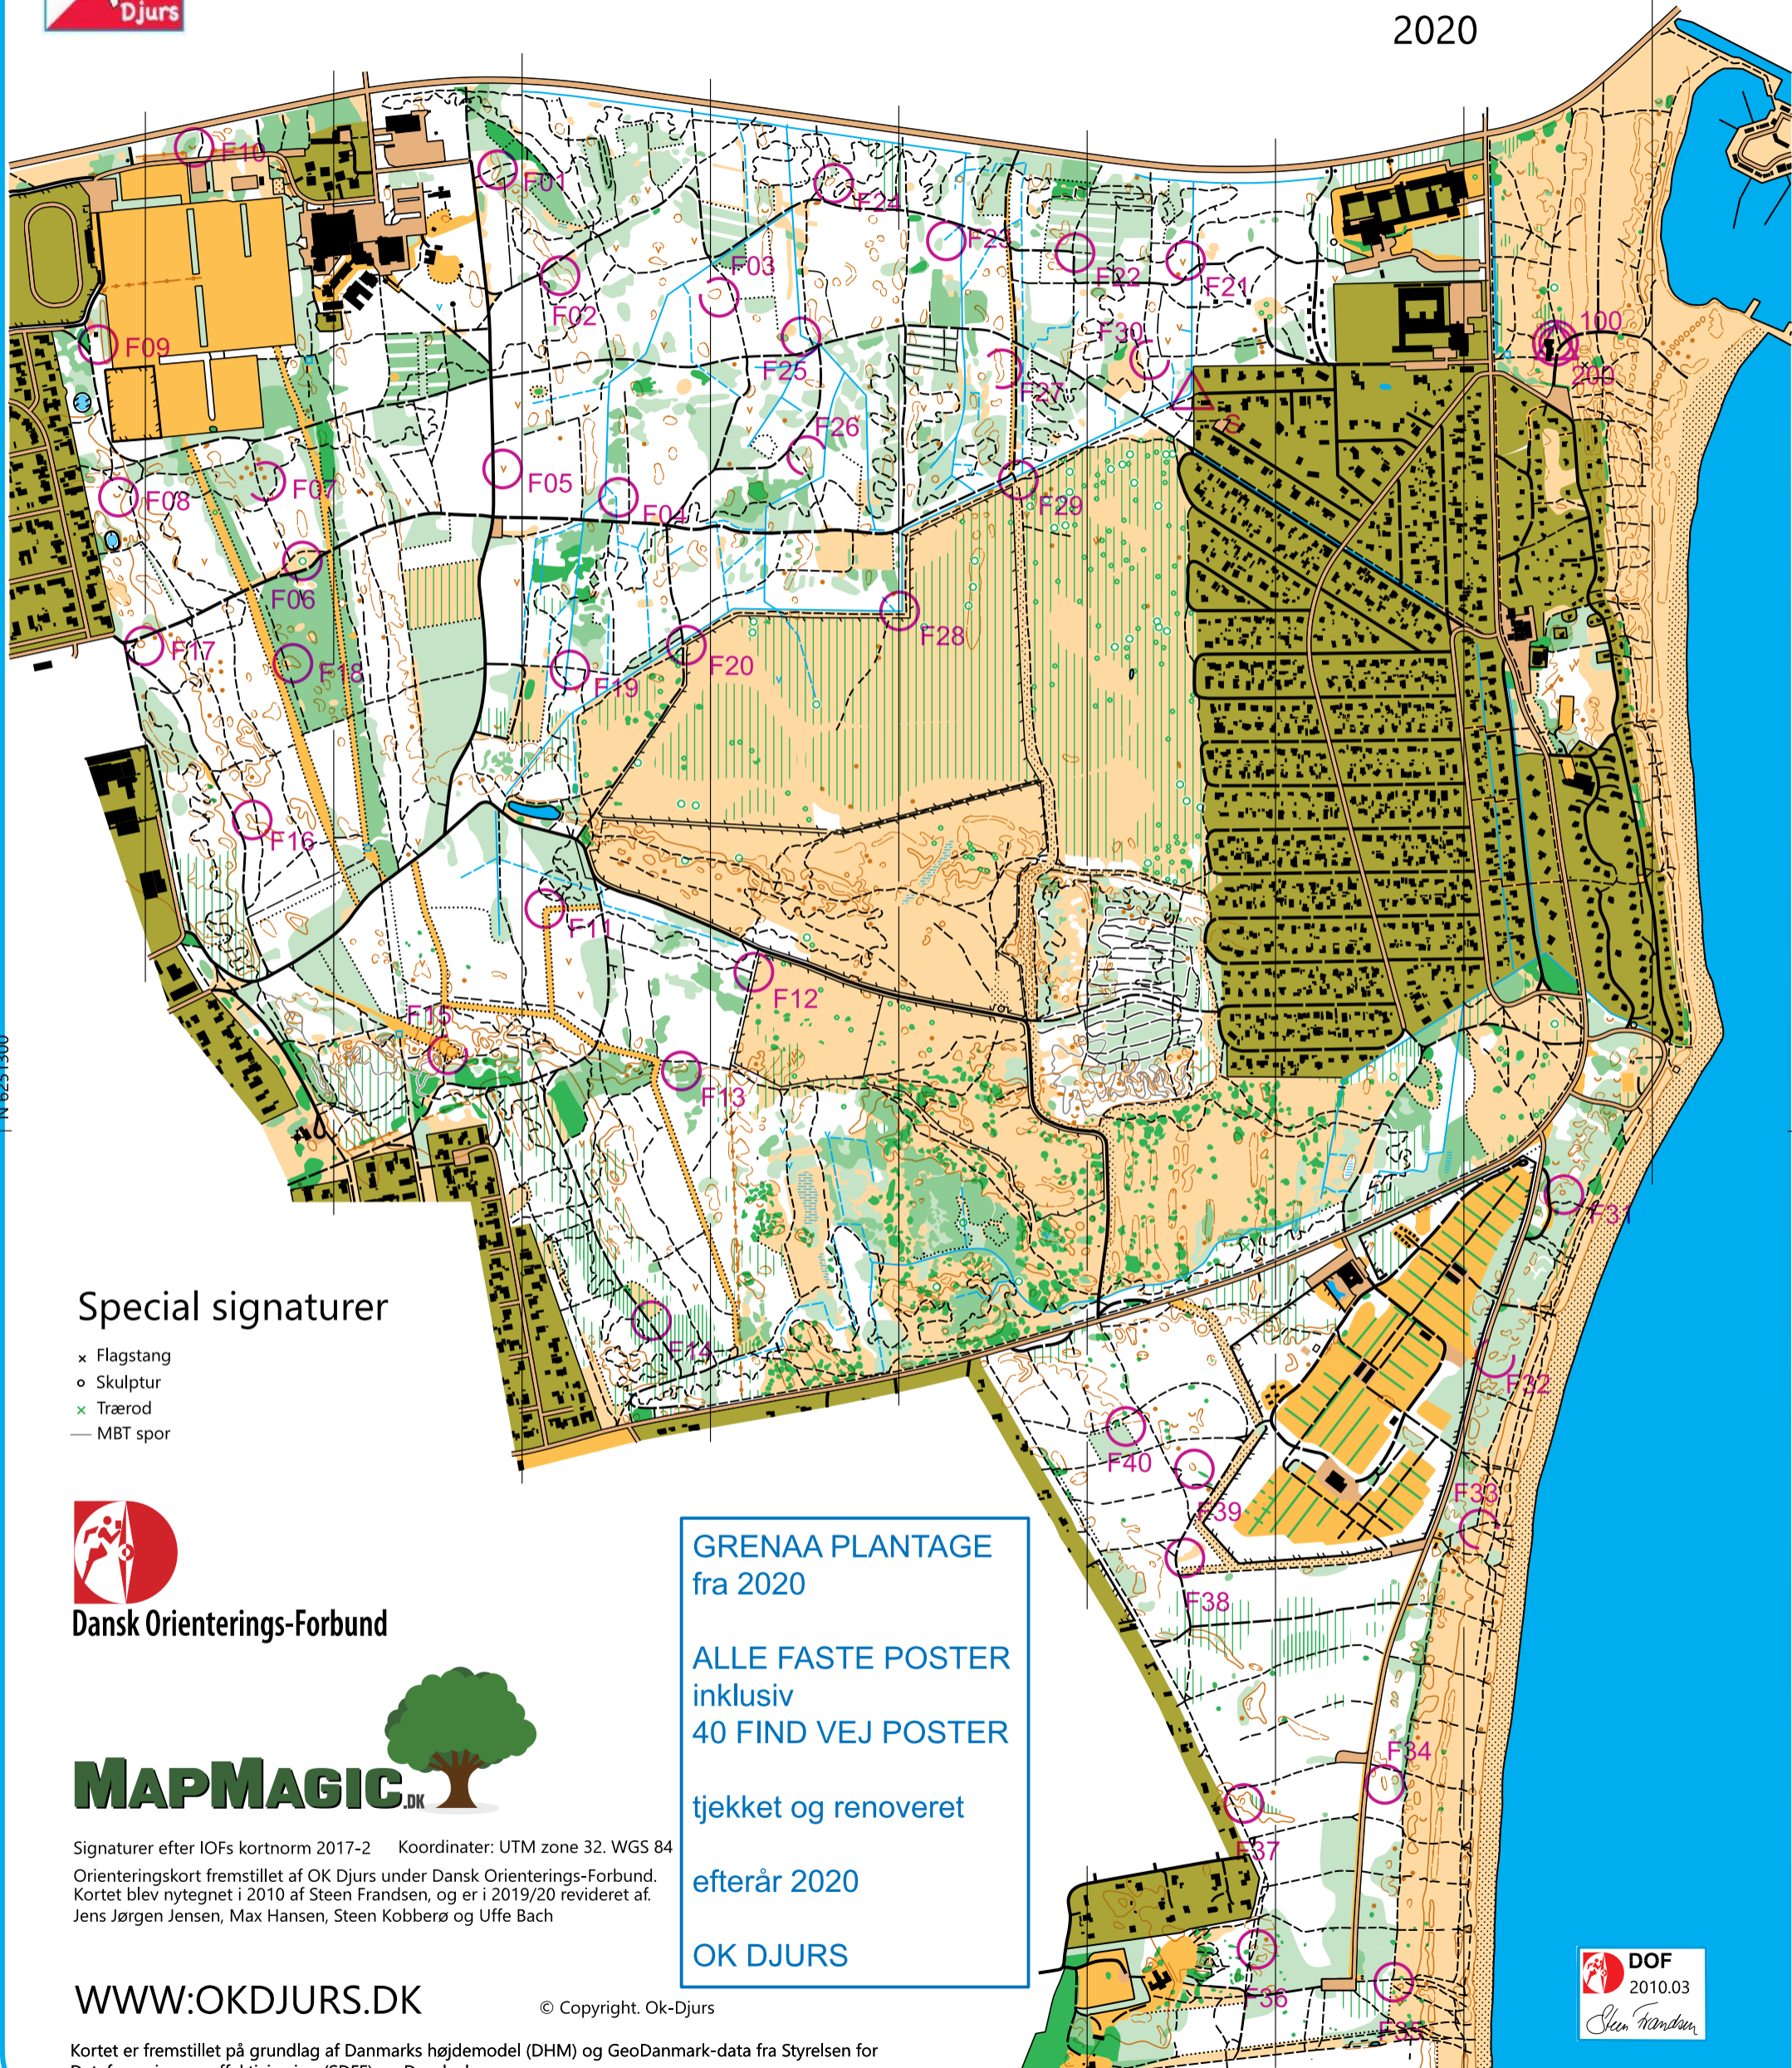 Djurs
2020
F10
F01
F24
F23
F03
F22
F21
F02
100
F09
F30
F25
200
F27
F26
S
F05
F07
F08
F04
F29
F06
F28
F17
F20
F18
F19
F16
F11
F12
F15
F13
F31
Special signaturer
F14
× Flagstang
F32
o Skulptur
× Trærod
— MBT spor
F40
F33
F39
GRENAA PLANTAGE
fra 2020
F38
Dansk Orienterings-Forbund
ALLE FASTE POSTER
inklusiv
40 FIND VEJ POSTER
F34
MAPMAGIC.DK
tjekket og renoveret
Signaturer efter IOFs kortnorm 2017-2 Koordinater: UTM zone 32. WGS 84
F37
Orienteringskort fremstillet af OK Djurs under Dansk Orienterings-Forbund.
Kortet blev nytegnet i 2010 af Steen Frandsen, og er i 2019/20 revideret af.
Jens Jørgen Jensen, Max Hansen, Steen Kobberø og Uffe Bach
efterår 2020
OK DJURS
DOF
2010.03
Steen Frandsen
WWW:OKDJURS.DK
© Copyright. Ok-Djurs
F36
F35
Kortet er fremstillet på grundlag af Danmarks højdemodel (DHM) og GeoDanmark-data fra Styrelsen for